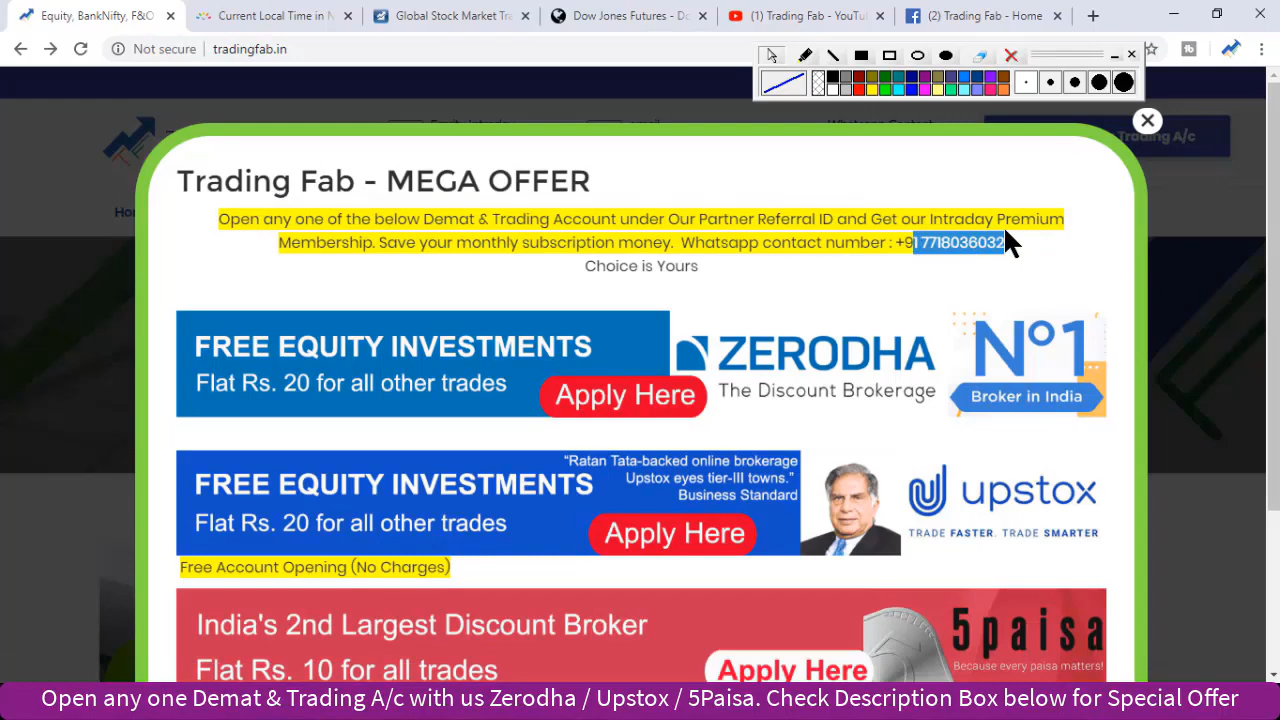 Equity, BankNifty, F&O
Current Local Time in N
Global Stock Market Tr
Dow Jones Futures - Do
(1) Trading Fab - YouTu
(2) Trading Fab - Home
Not secure
tradingfab.in
Trading A/c
Ho
Trading Fab - MEGA OFFER
Open any one of the below Demat & Trading Account under Our Partner Referral ID and Get our Intraday Premium
Membership. Save your monthly subscription money. Whatsapp contact number : +91 7718036032
Choice is Yours
FREE EQUITY INVESTMENTS
Flat Rs. 20 for all other trades
Apply Here
ZERODHA
The Discount Brokerage
Nº1
Broker in India
FREE EQUITY INVESTMENTS
Flat Rs. 20 for all other trades
"Ratan Tata-backed online brokerage
Upstox eyes tier-III towns."
Business Standard
Apply Here
upstox
TRADE FASTER. TRADE SMARTER
Free Account Opening (No Charges)
India's 2nd Largest Discount Broker
Flat Rs. 10 for all trades
Apply Here
5paisa
Because every paisa matters!
Open any one Demat & Trading A/c with us Zerodha / Upstox / 5Paisa. Check Description Box below for Special Offer